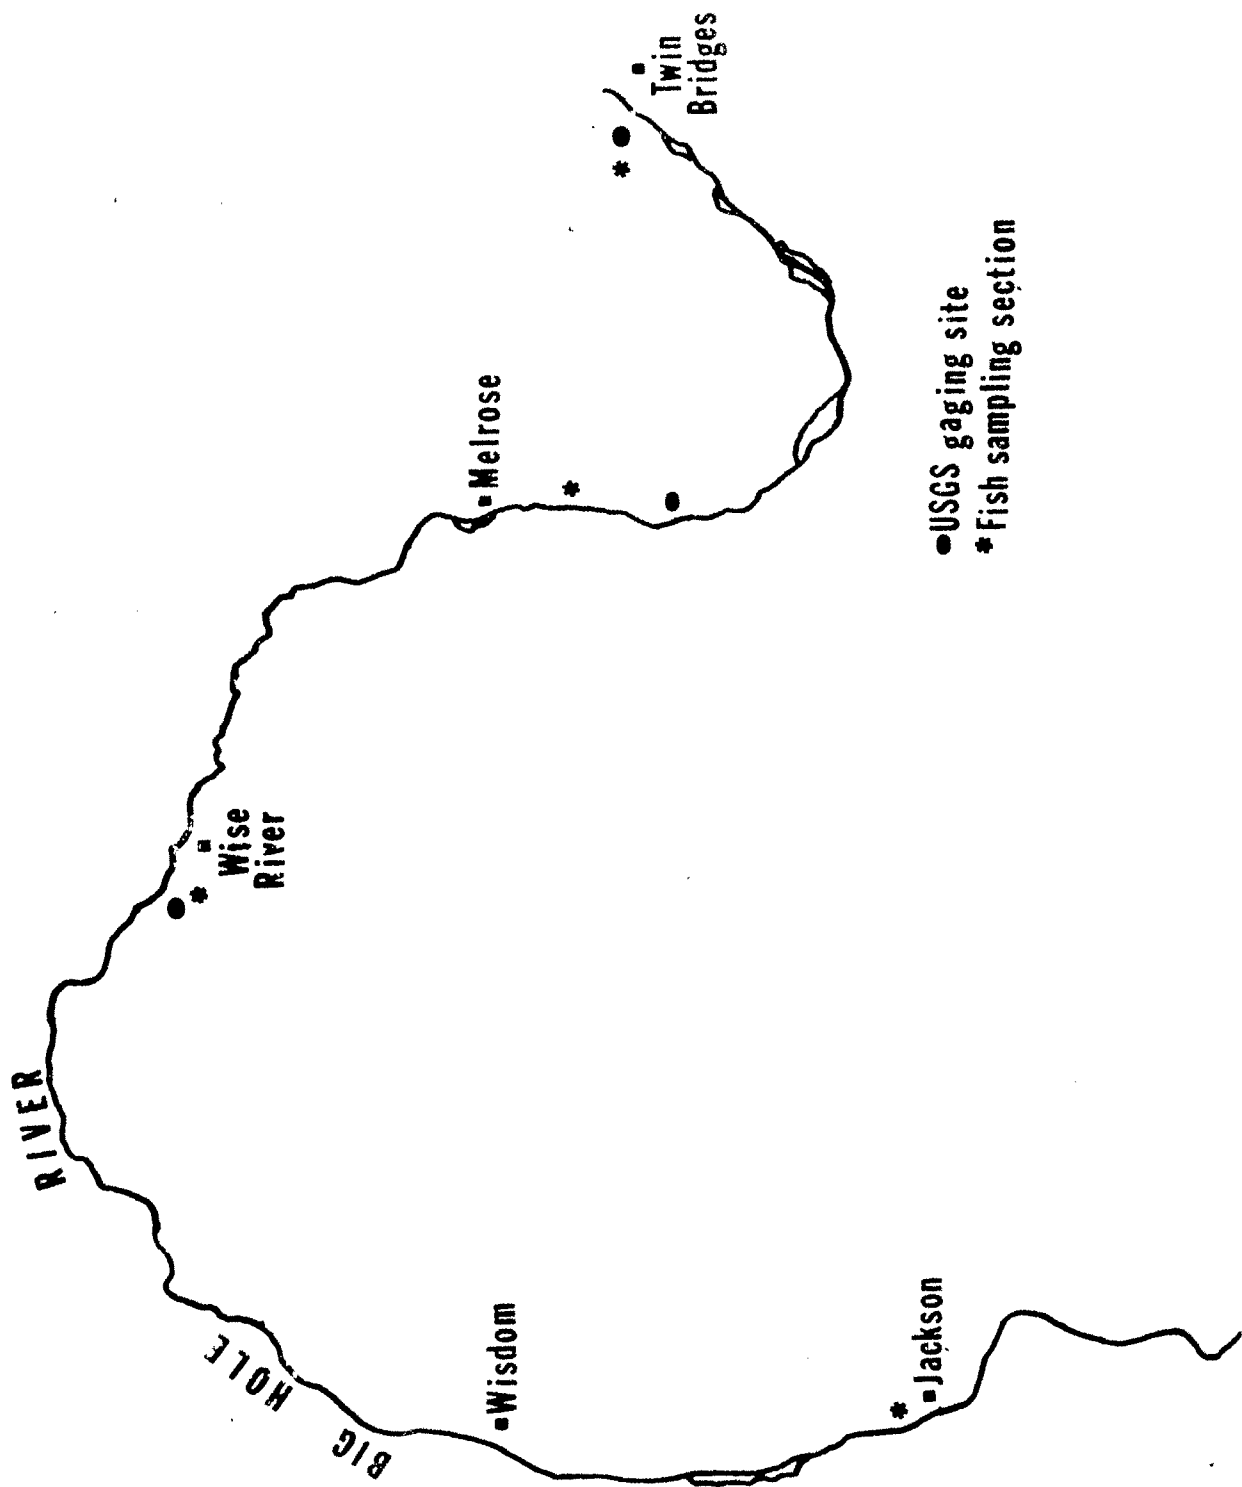 BIG HOLE RIVER
Wisdom
Jackson
Wise
River
Melrose
Twin
Bridges
●USGS gaging site
*Fish sampling section